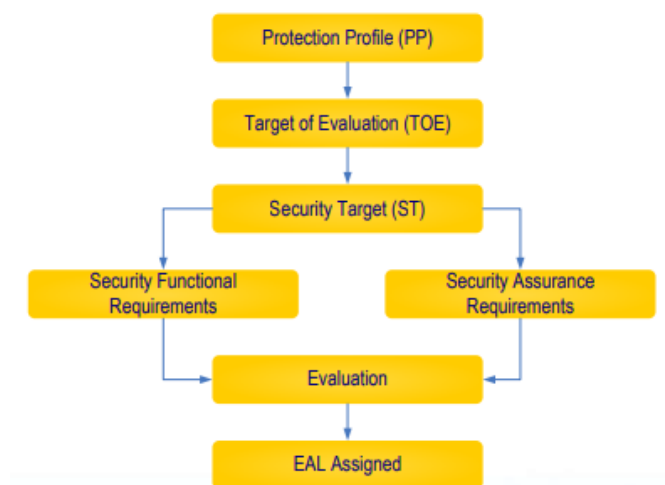 Protection Profile (PP)
Target of Evaluation (TOE)
Security Target (ST)
Security Functional
Requirements
Security Assurance
Requirements
Evaluation
EAL Assigned